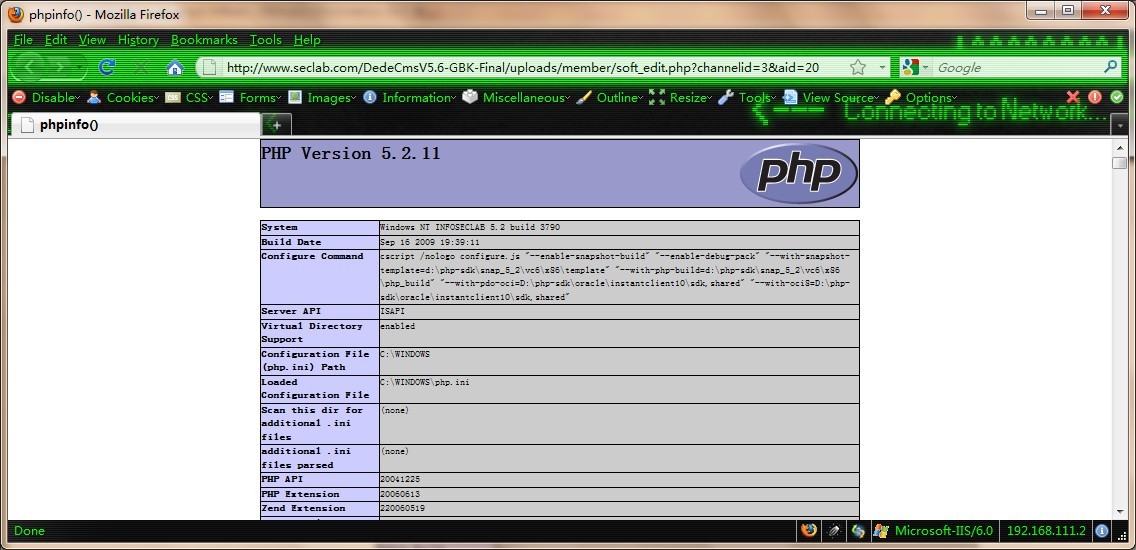 phpinfo() - Mozilla Firefox
File Edit View History Bookmarks Tools Help
http://www.seclab.com/DedeCmsV5.6-GBK-Final/uploads/member/soft_edit.php?channelid=3&aid=20
Google
Disable Cookies CSS Forms Images Information Miscellaneous Outline Resize Tools View Source Options
Connecting to Network...
phpinfo()
PHP Version 5.2.11
php
System Windows NT INFOSECLAB 5.2 build 3790
Build Date Sep 16 2009 19:39:11
Configure Command cscript /nologo configure.js "--enable-snapshot-build" "--enable-debug-pack" "--with-snapshot-
template=d:\php-sdk\snap_5_2\vc6\x86\template" "--with-php-build=d:\php-sdk\snap_5_2\vc6\x86
\php_build" "--with-pdo-oci=D:\php-sdk\oracle\instantclient10\sdk,shared" "--with-oci8=D:\php-
sdk\oracle\instantclient10\sdk,shared"
Server API ISAPI
Virtual Directory enabled
Support
Configuration File C:\WINDOWS
(php.ini) Path
Loaded C:\WINDOWS\php.ini
Configuration File
Scan this dir for (none)
additional .ini
files
additional .ini (none)
files parsed
PHP API 20041225
PHP Extension 20060613
Zend Extension 220060519
Done Microsoft-IIS/6.0 192.168.111.2